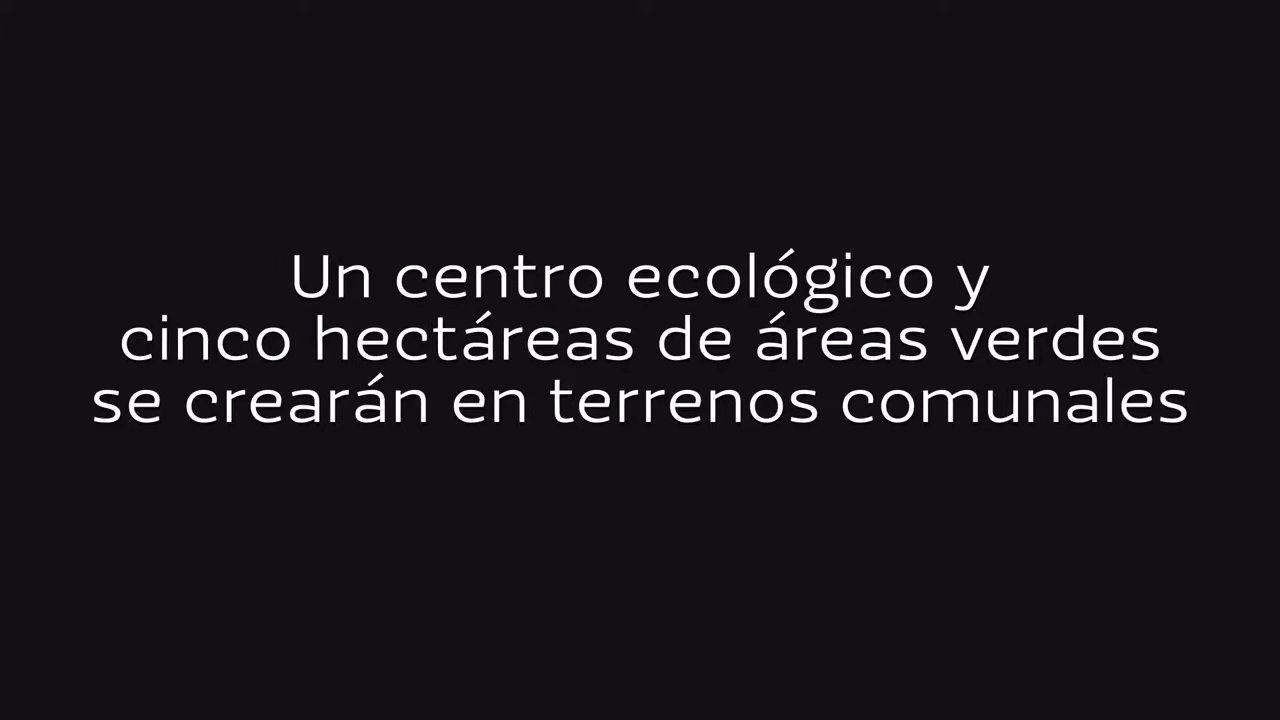 Un centro ecológico y
cinco hectáreas de áreas verdes
se crearán en terrenos comunales